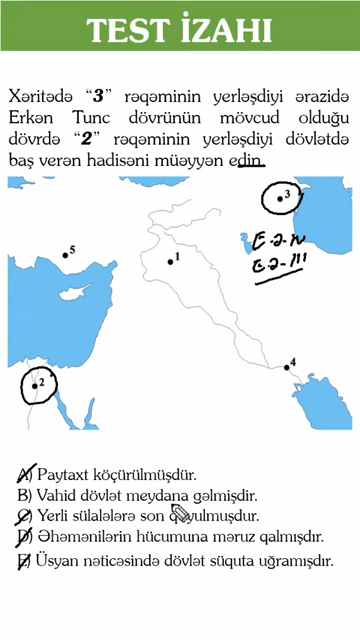 TEST İZAHI
Xəritədə “3” rəqəminin yerləşdiyi ərazidə
Erkən Tunc dövrünün mövcud olduğu
dövrdə “2” rəqəminin yerləşdiyi dövlətdə
baş verən hadisəni müəyyən edin.
3
5
1
4
2
A) Paytaxt köçürülmüşdür.
B) Vahid dövlət meydana gəlmişdir.
C) Yerli sülalələrə son qoyulmuşdur.
D) Əhəmənilərin hücumuna məruz qalmışdır.
E) Üsyan nəticəsində dövlət süquta uğramışdır.